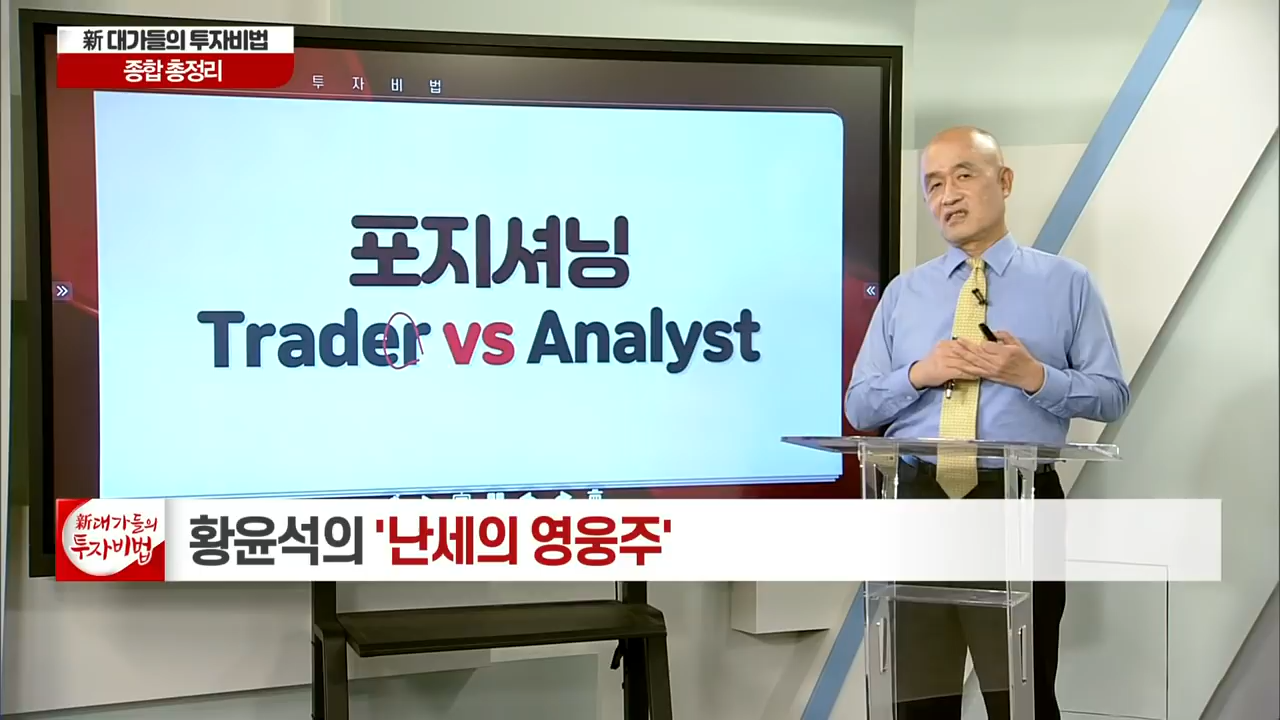 新 대가들의 투자비법
종합 총정리
투 자 비 법
포지셔닝
Trader vs Analyst
新 대가들의
투자비법
황윤석의 '난세의 영웅주'